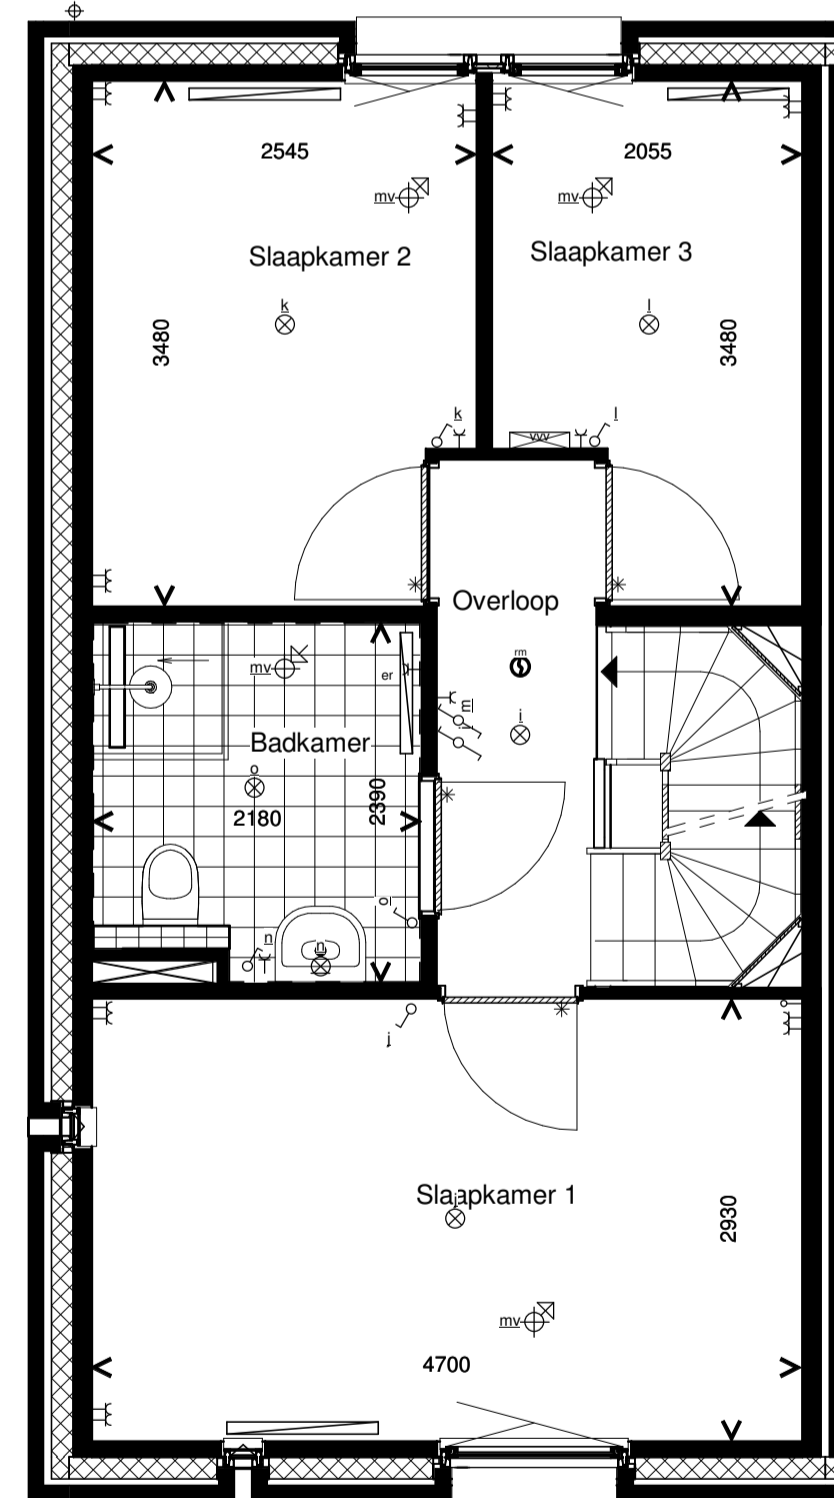 2545
2055
mv
mv
Slaapkamer 2
Slaapkamer 3
k
l
3480
3480
k
l
vvv
Overloop
rm
mv
er
m
i
i
Badkamer
o
2180
2390
o
n
n
j
Slaapkamer 1
j
2930
mv
4700